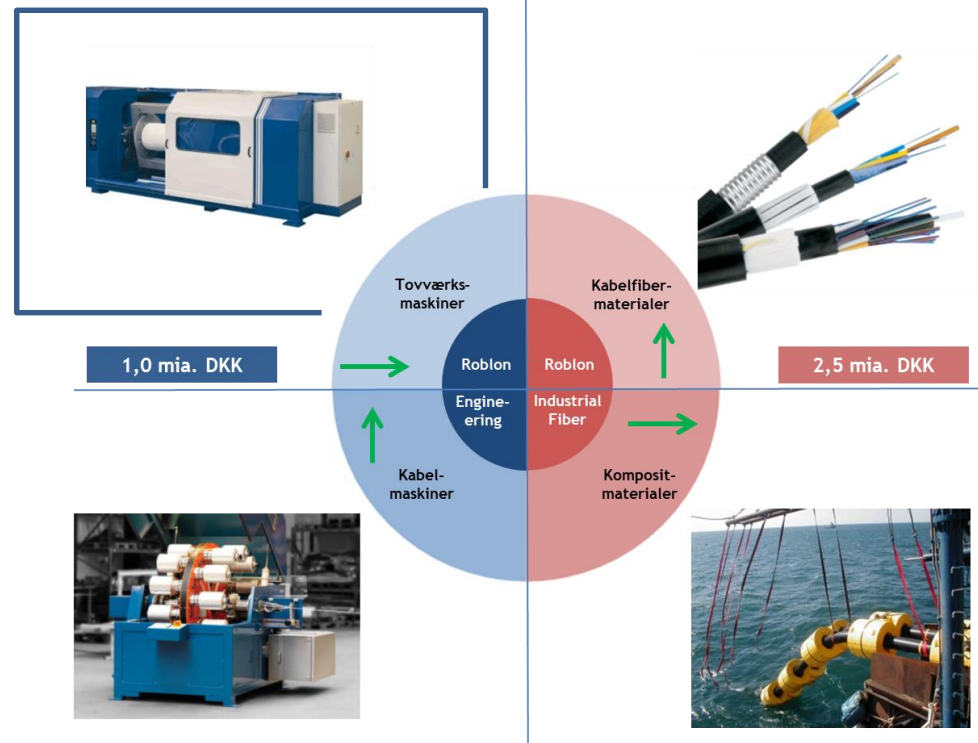 Tovværks-
maskiner
Kabelfiber-
materialer
1,0 mia. DKK
Roblon
Roblon
2,5 mia. DKK
Engine-
ering
Industrial
Fiber
Kabel-
maskiner
Komposit-
materialer